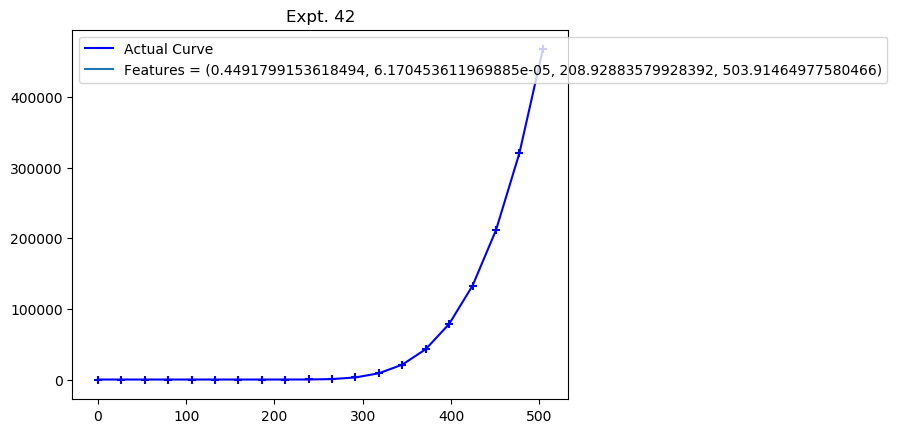 Expt. 42
Actual Curve
Features = (0.4491799153618494, 6.170453611969885e-05, 208.92883579928392, 503.91464977580466)
400000
300000
200000
100000
0
0 100 200 300 400 500